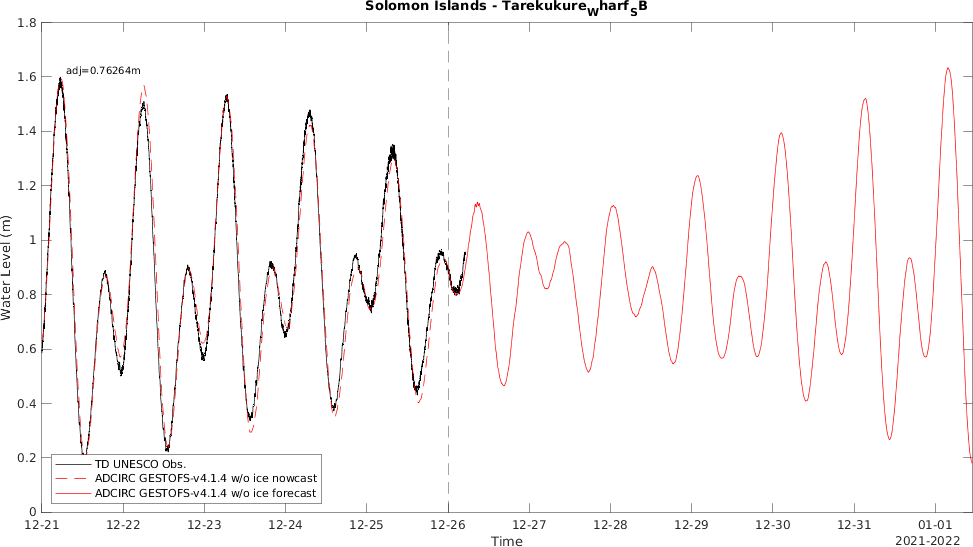 Solomon Islands - TarekukureWharfSB
adj=0.76264m
1.8
1.6
1.4
1.2
1
0.8
0.6
0.4
0.2
0
Water Level (m)
TD UNESCO Obs.
ADCIRC GESTOFS-v4.1.4 w/o ice nowcast
ADCIRC GESTOFS-v4.1.4 w/o ice forecast
12-21 12-22 12-23 12-24 12-25 12-26 12-27 12-28 12-29 12-30 12-31 01-01
Time
2021-2022